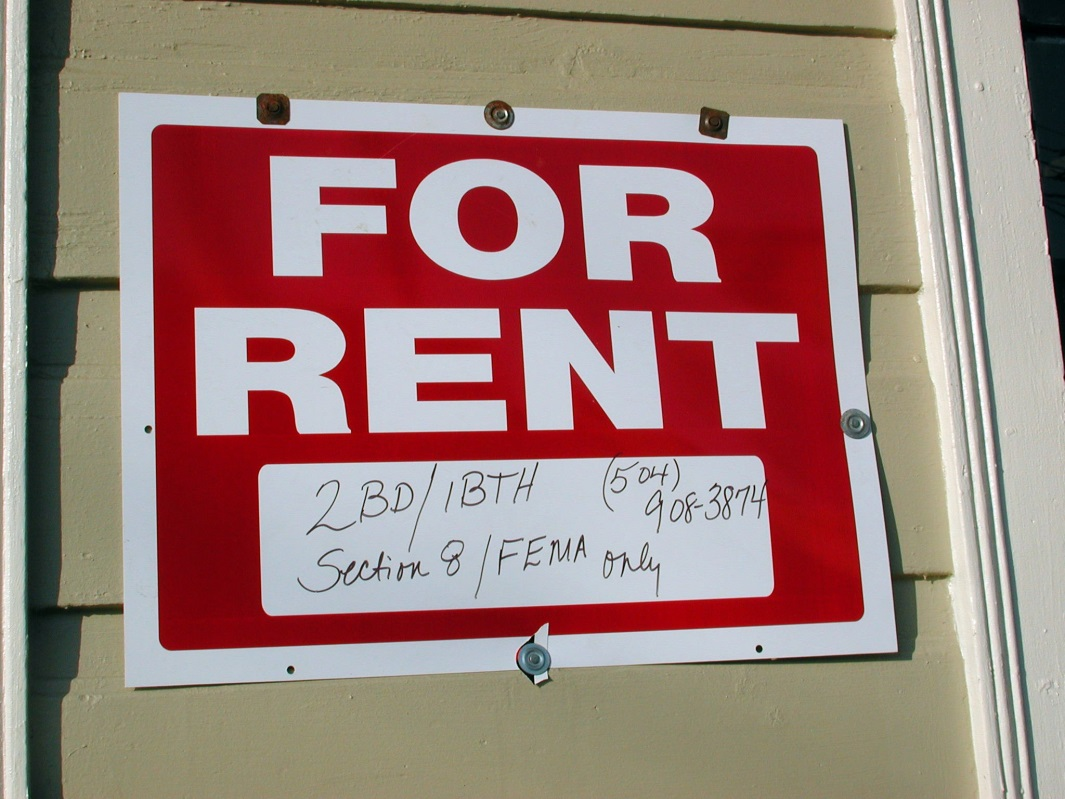 FOR
RENT
2BD/1BTH (504)
908-3874
Section 8/FEMA only